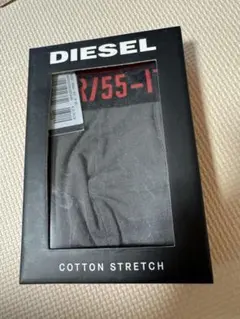 DIESEL
R/55-I
COTTON STRETCH